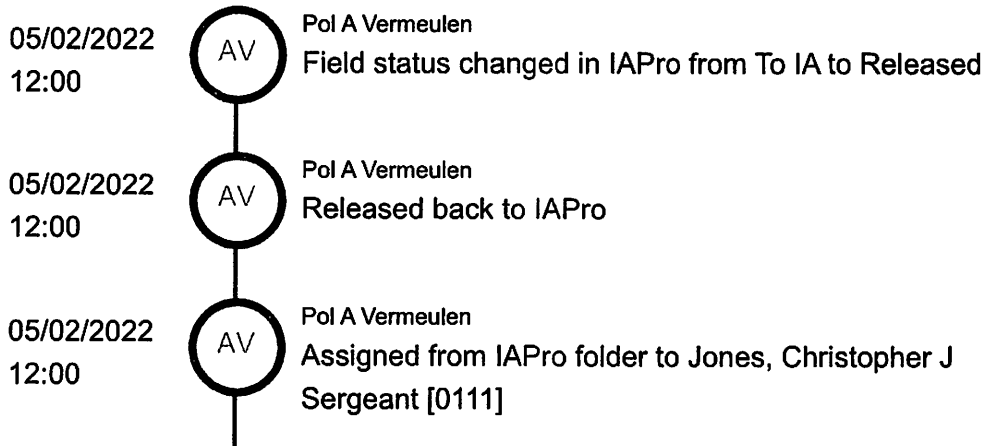 05/02/2022
12:00
AV
Pol A Vermeulen
Field status changed in IAPro from To IA to Released
05/02/2022
12:00
AV
Pol A Vermeulen
Released back to IAPro
05/02/2022
12:00
AV
Pol A Vermeulen
Assigned from IAPro folder to Jones, Christopher J
Sergeant [0111]